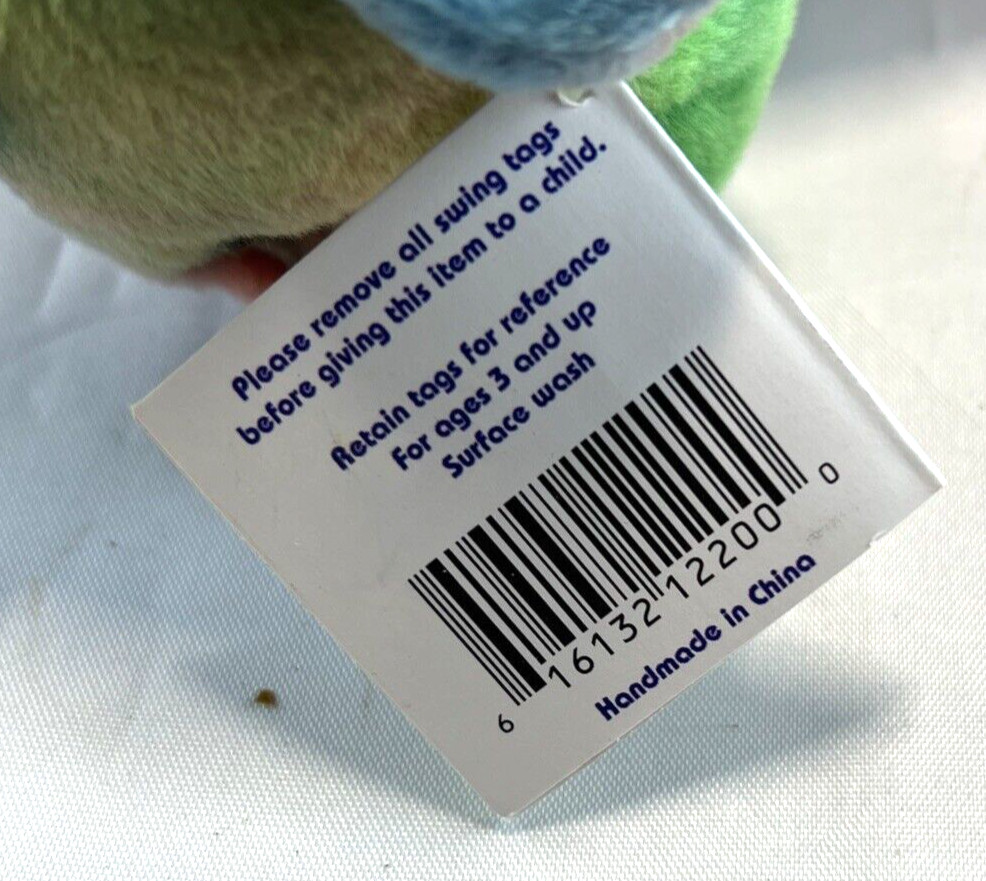 Please remove all swing tags
before giving this item to a child.
Retain tags for reference
For ages 3 and up
Surface wash
6 16132 12200 0
Handmade in China